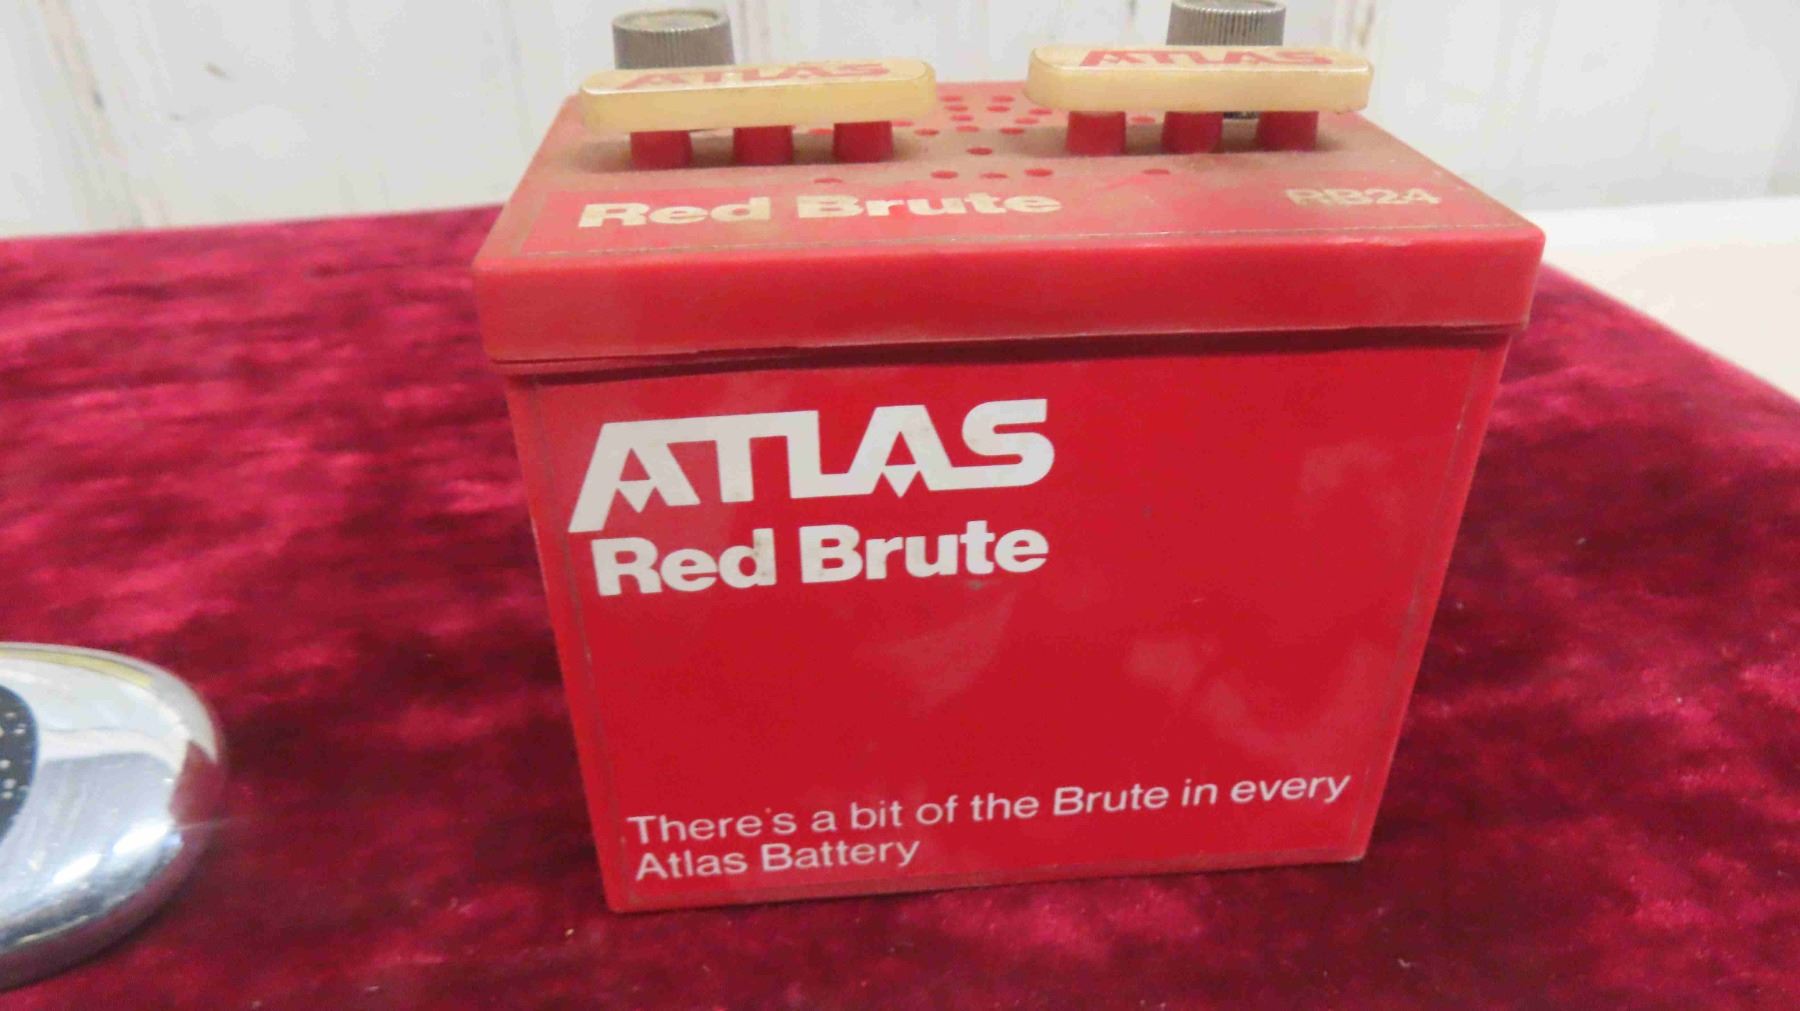 ATLAS ATLAS
Red Brute RB24
ATLAS
Red Brute
There's a bit of the Brute in every
Atlas Battery